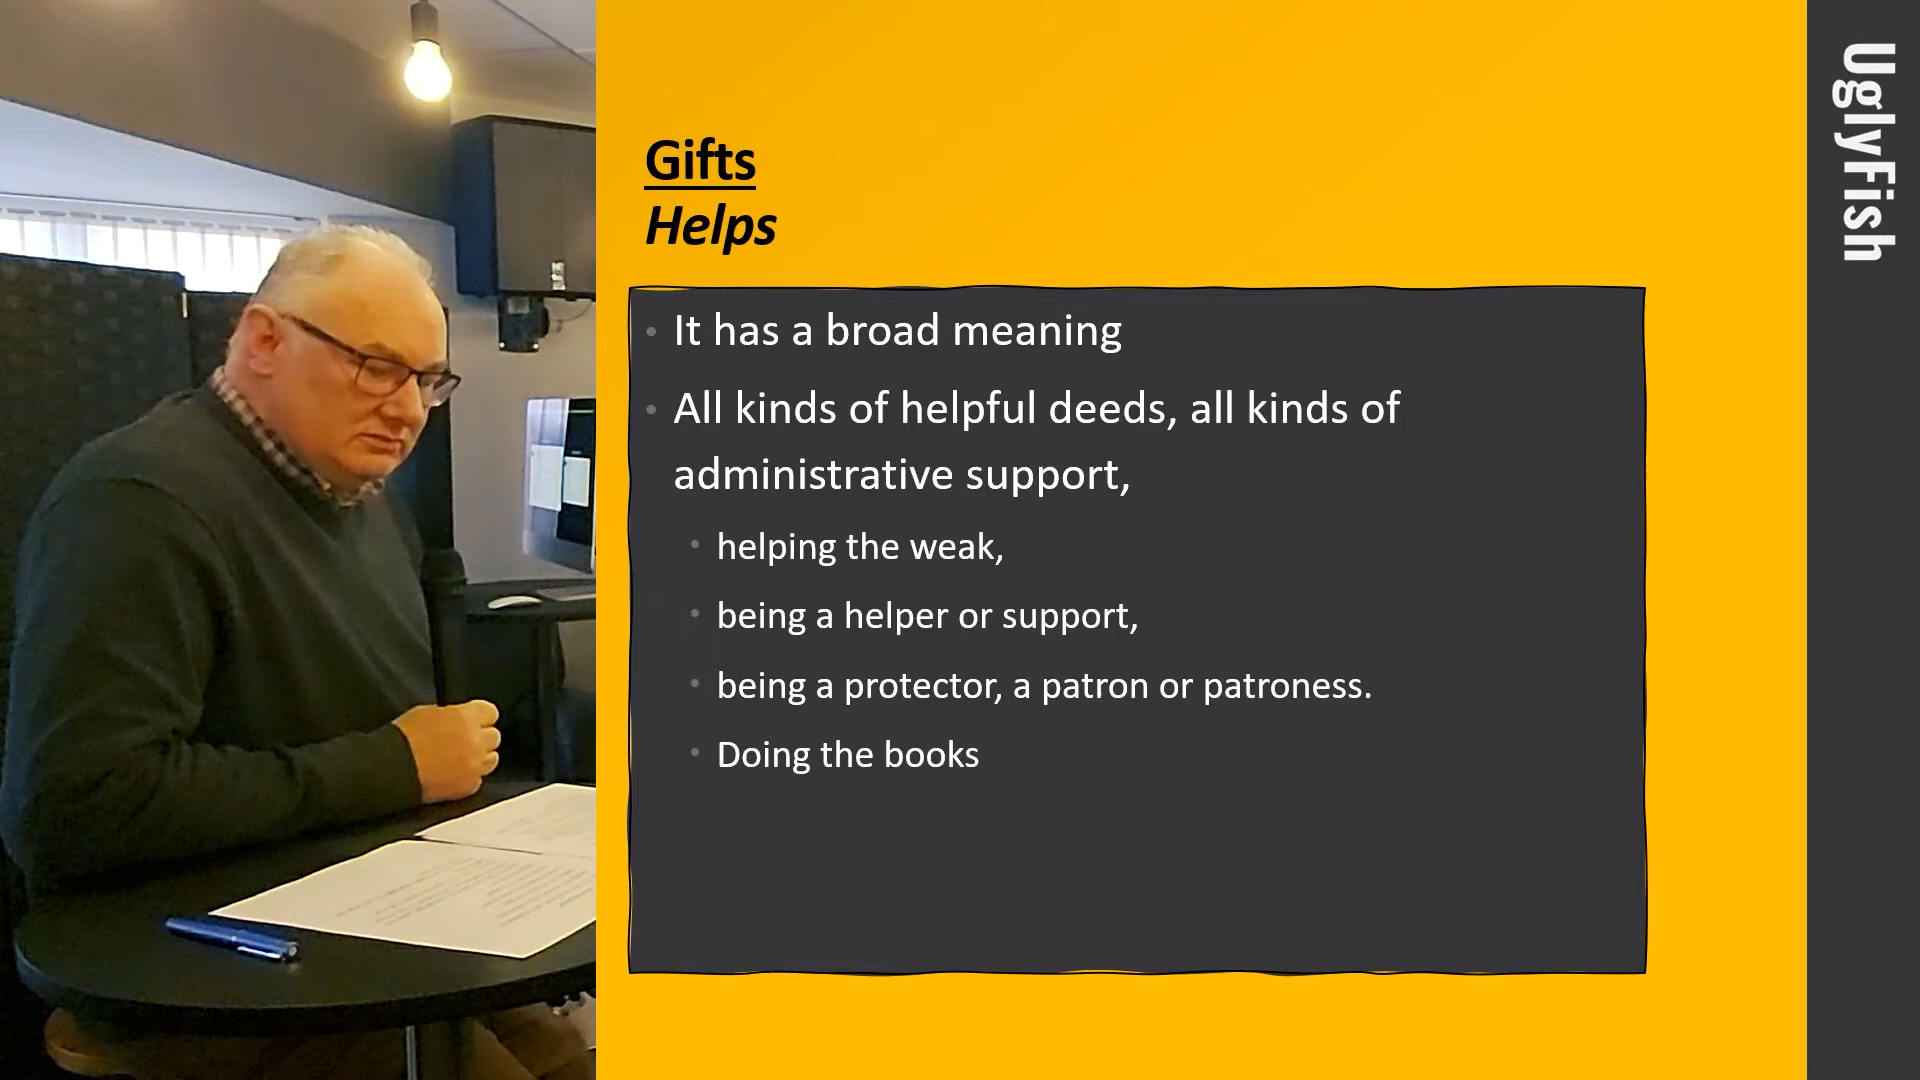 Gifts
Helps
• It has a broad meaning
• All kinds of helpful deeds, all kinds of
administrative support,
• helping the weak,
• being a helper or support,
• being a protector, a patron or patroness.
• Doing the books
UglyFish